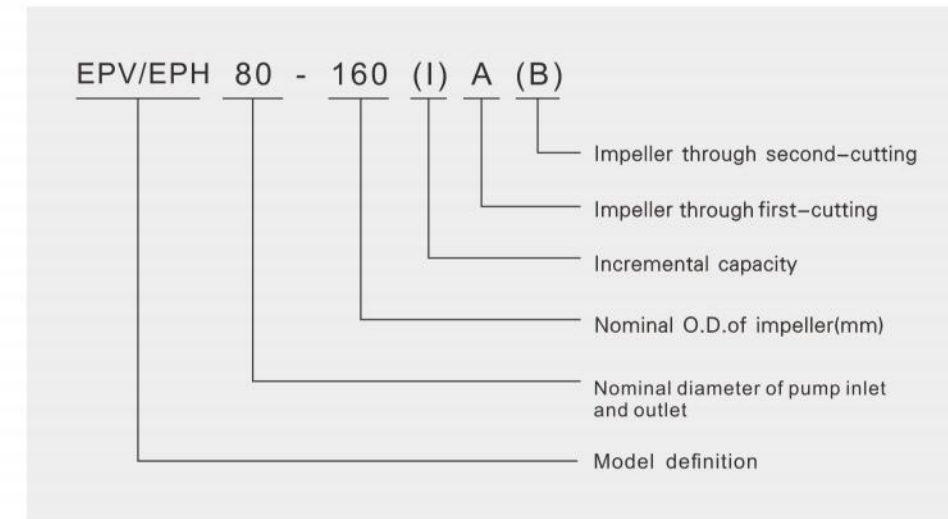 EPV/EPH 80 - 160 (I) A (B)
Impeller through second-cutting
Impeller through first-cutting
Incremental capacity
Nominal O.D.of impeller(mm)
Nominal diameter of pump inlet
and outlet
Model definition